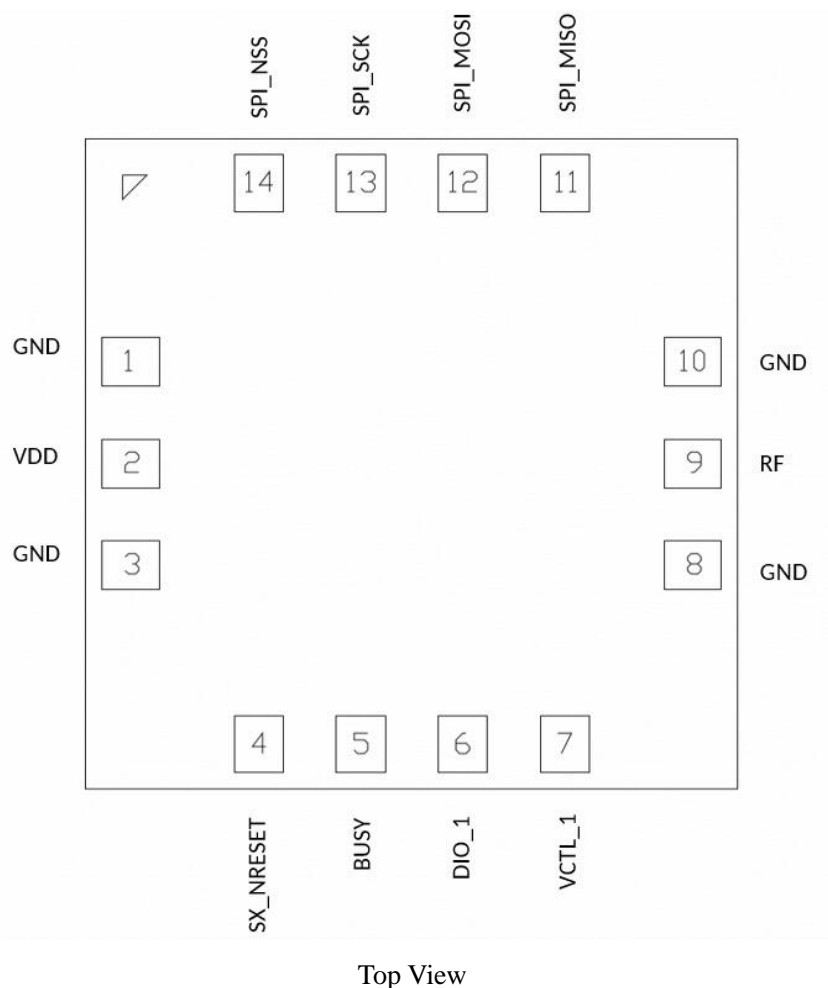 SPI_NSS
SPI_SCK
SPI_MOSI
SPI_MISO
14
13
12
11
GND
1
10
GND
VDD
2
9
RF
GND
3
8
GND
4
5
6
7
SX_NRESET
BUSY
DIO_1
VCTL_1
Top View